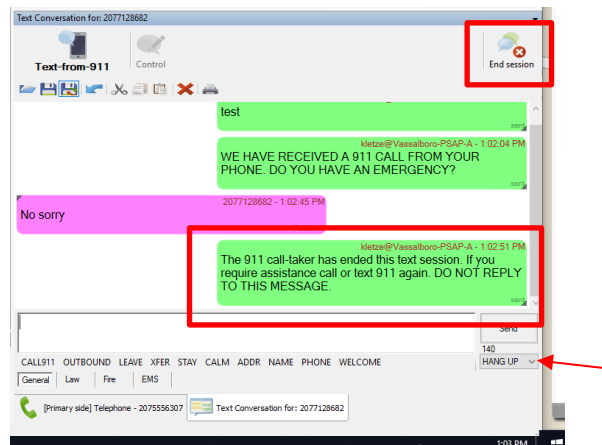 Text Conversation for: 2077128682
Text-from-911
Control
End session
test
sent
kletze@Vassalboro-PSAP-A - 1:02:04 PM
WE HAVE RECEIVED A 911 CALL FROM YOUR
PHONE. DO YOU HAVE AN EMERGENCY?
sent
2077128682 - 1:02:45 PM
No sorry
kletze@Vassalboro-PSAP-A - 1:02:51 PM
The 911 call-taker has ended this text session. If you
require assistance call or text 911 again. DO NOT REPLY
TO THIS MESSAGE.
sent
Send
140
CALL911 OUTBOUND LEAVE XFER STAY CALM ADDR NAME PHONE WELCOME
HANG UP
General Law Fire EMS
[Primary side] Telephone - 2075556307
Text Conversation for: 2077128682
1:03 PM